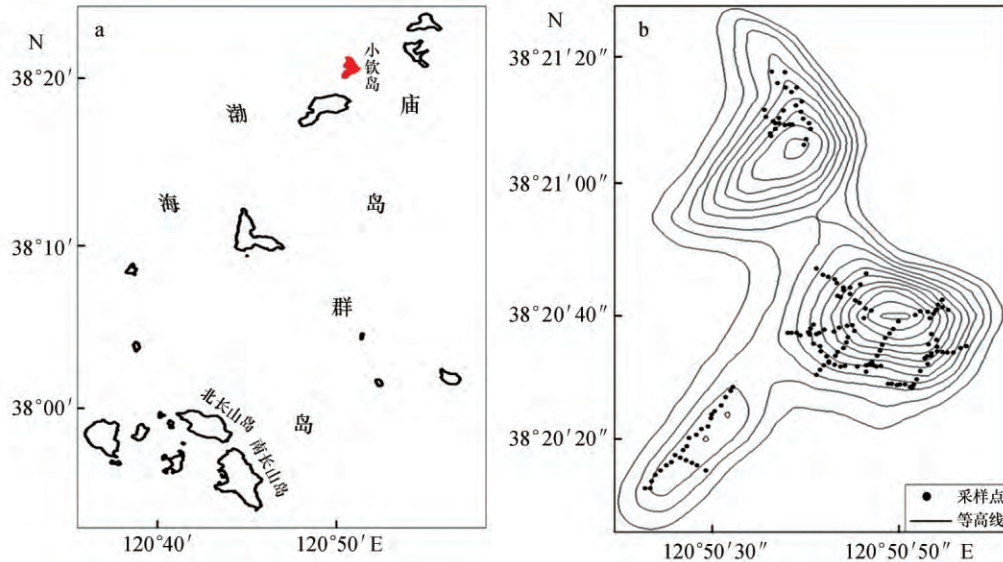 a
N
38°20′
38°10′
38°00′
120°40′
120°50′ E
小钦岛
渤
海
庙
岛
群
岛
北长山岛
南长山岛
b
N
38°21′20″
38°21′00″
38°20′40″
38°20′20″
120°50′30″
120°50′50″ E
采样点
等高线